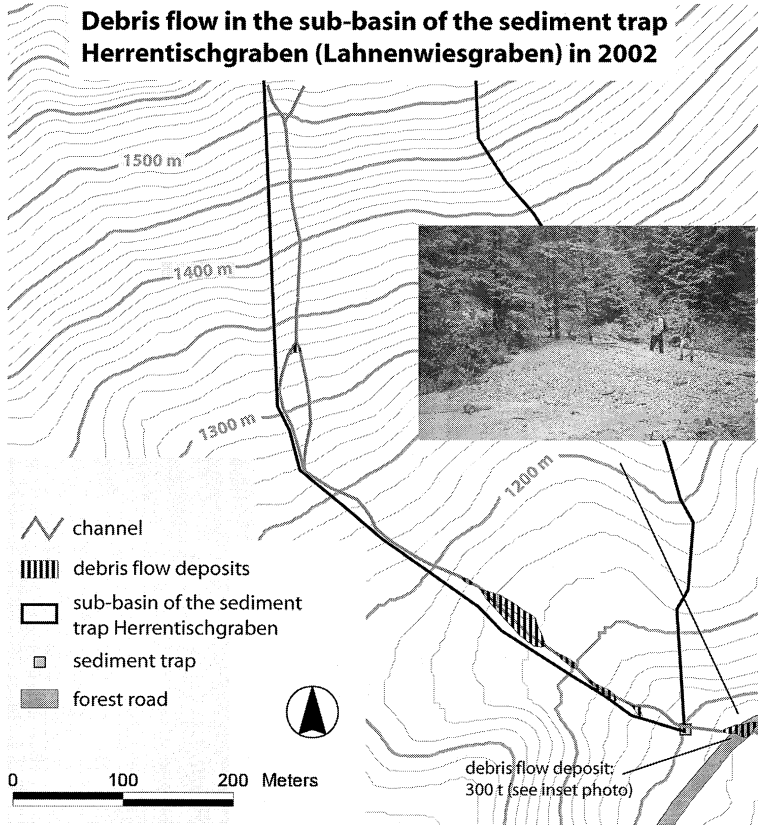 Debris flow in the sub-basin of the sediment trap
Herrentischgraben (Lahnenwiesgraben) in 2002
1500 m
1400 m
1300 m
1200 m
channel
debris flow deposits
sub-basin of the sediment
trap Herrentischgraben
sediment trap
forest road
0 100 200 Meters
debris flow deposit:
300 t (see inset photo)